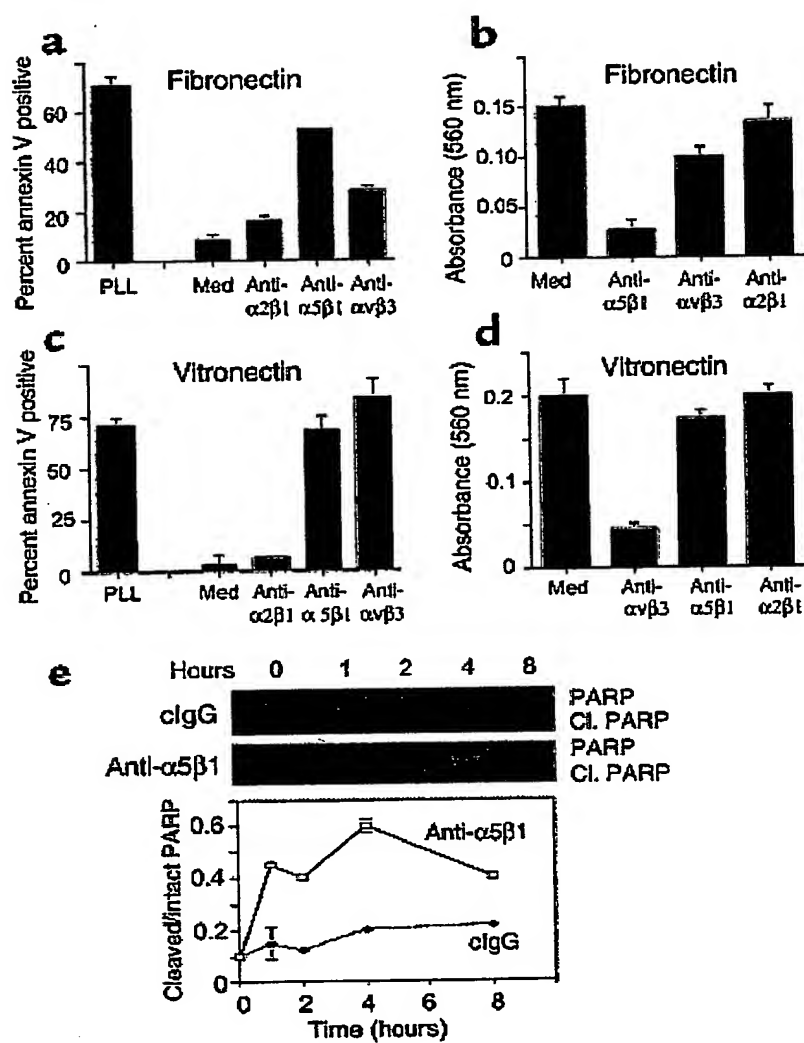 a
Fibronectin
Percent annexin V positive
60
40
20
0
PLL
Med
Anti-α2β1
Anti-α5β1
Anti-αvβ3
b
Fibronectin
Absorbance (560 nm)
0.15
0.10
0.05
0
Med
Anti-α5β1
Anti-αvβ3
Anti-α2β1
c
Vitronectin
Percent annexin V positive
75
50
25
0
PLL
Med
Anti-α2β1
Anti-α5β1
Anti-αvβ3
d
Vitronectin
Absorbance (560 nm)
0.2
0.1
0
Med
Anti-αvβ3
Anti-α5β1
Anti-α2β1
e
Hours 0 1 2 4 8
cIgG
PARP
Cl. PARP
Anti-α5β1
PARP
Cl. PARP
Cleaved/intact PARP
0.6
0.4
0.2
0
Anti-α5β1
cIgG
0 2 4 6 8
Time (hours)